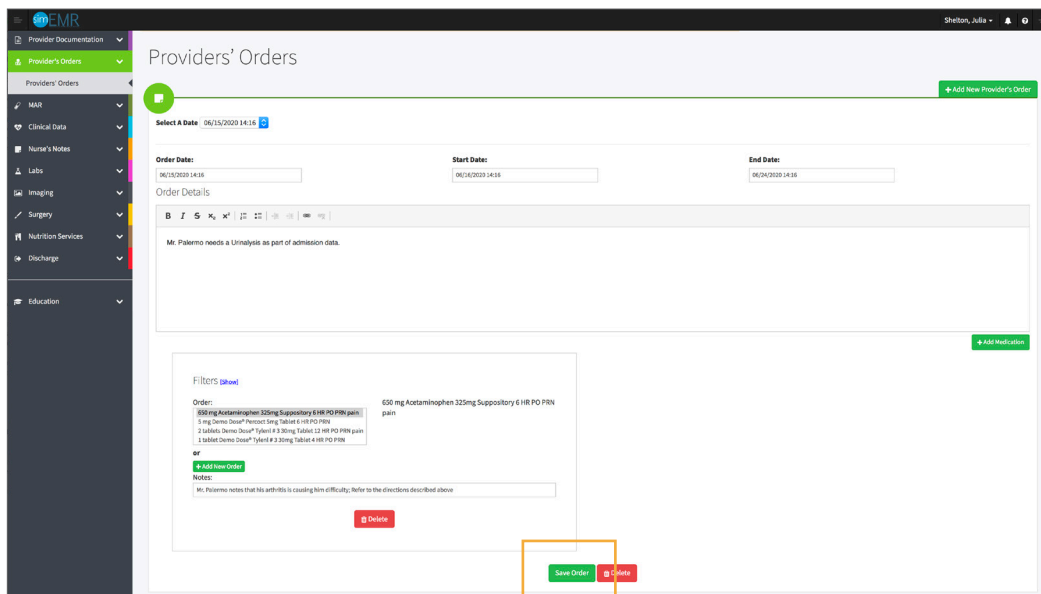 simEMR
Shelton, Julia
Provider Documentation
Provider's Orders
Providers' Orders
MAR
Clinical Data
Nurse's Notes
Labs
Imaging
Surgery
Nutrition Services
Discharge
Education
Providers' Orders
+ Add New Provider's Order
Select A Date 06/15/2020 14:16
Order Date: Start Date: End Date:
06/15/2020 14:16 06/16/2020 14:16 06/24/2020 14:16
Order Details
B I S x₂ x²
Mr. Palermo needs a Urinalysis as part of admission data.
+ Add Medication
Filters [Show]
Order:
650 mg Acetaminophen 325mg Suppository 6 HR PO PRN pain
5 mg Demo Dose® Percoct 5mg Tablet 6 HR PO PRN
2 tablets Demo Dose® Tylenl # 3 30mg Tablet 12 HR PO PRN pain
1 tablet Demo Dose® Tylenl # 3 30mg Tablet 4 HR PO PRN
650 mg Acetaminophen 325mg Suppository 6 HR PO PRN
pain
or
+ Add New Order
Notes:
Mr. Palermo notes that his arthritis is causing him difficulty; Refer to the directions described above
Delete
Save Order
Delete